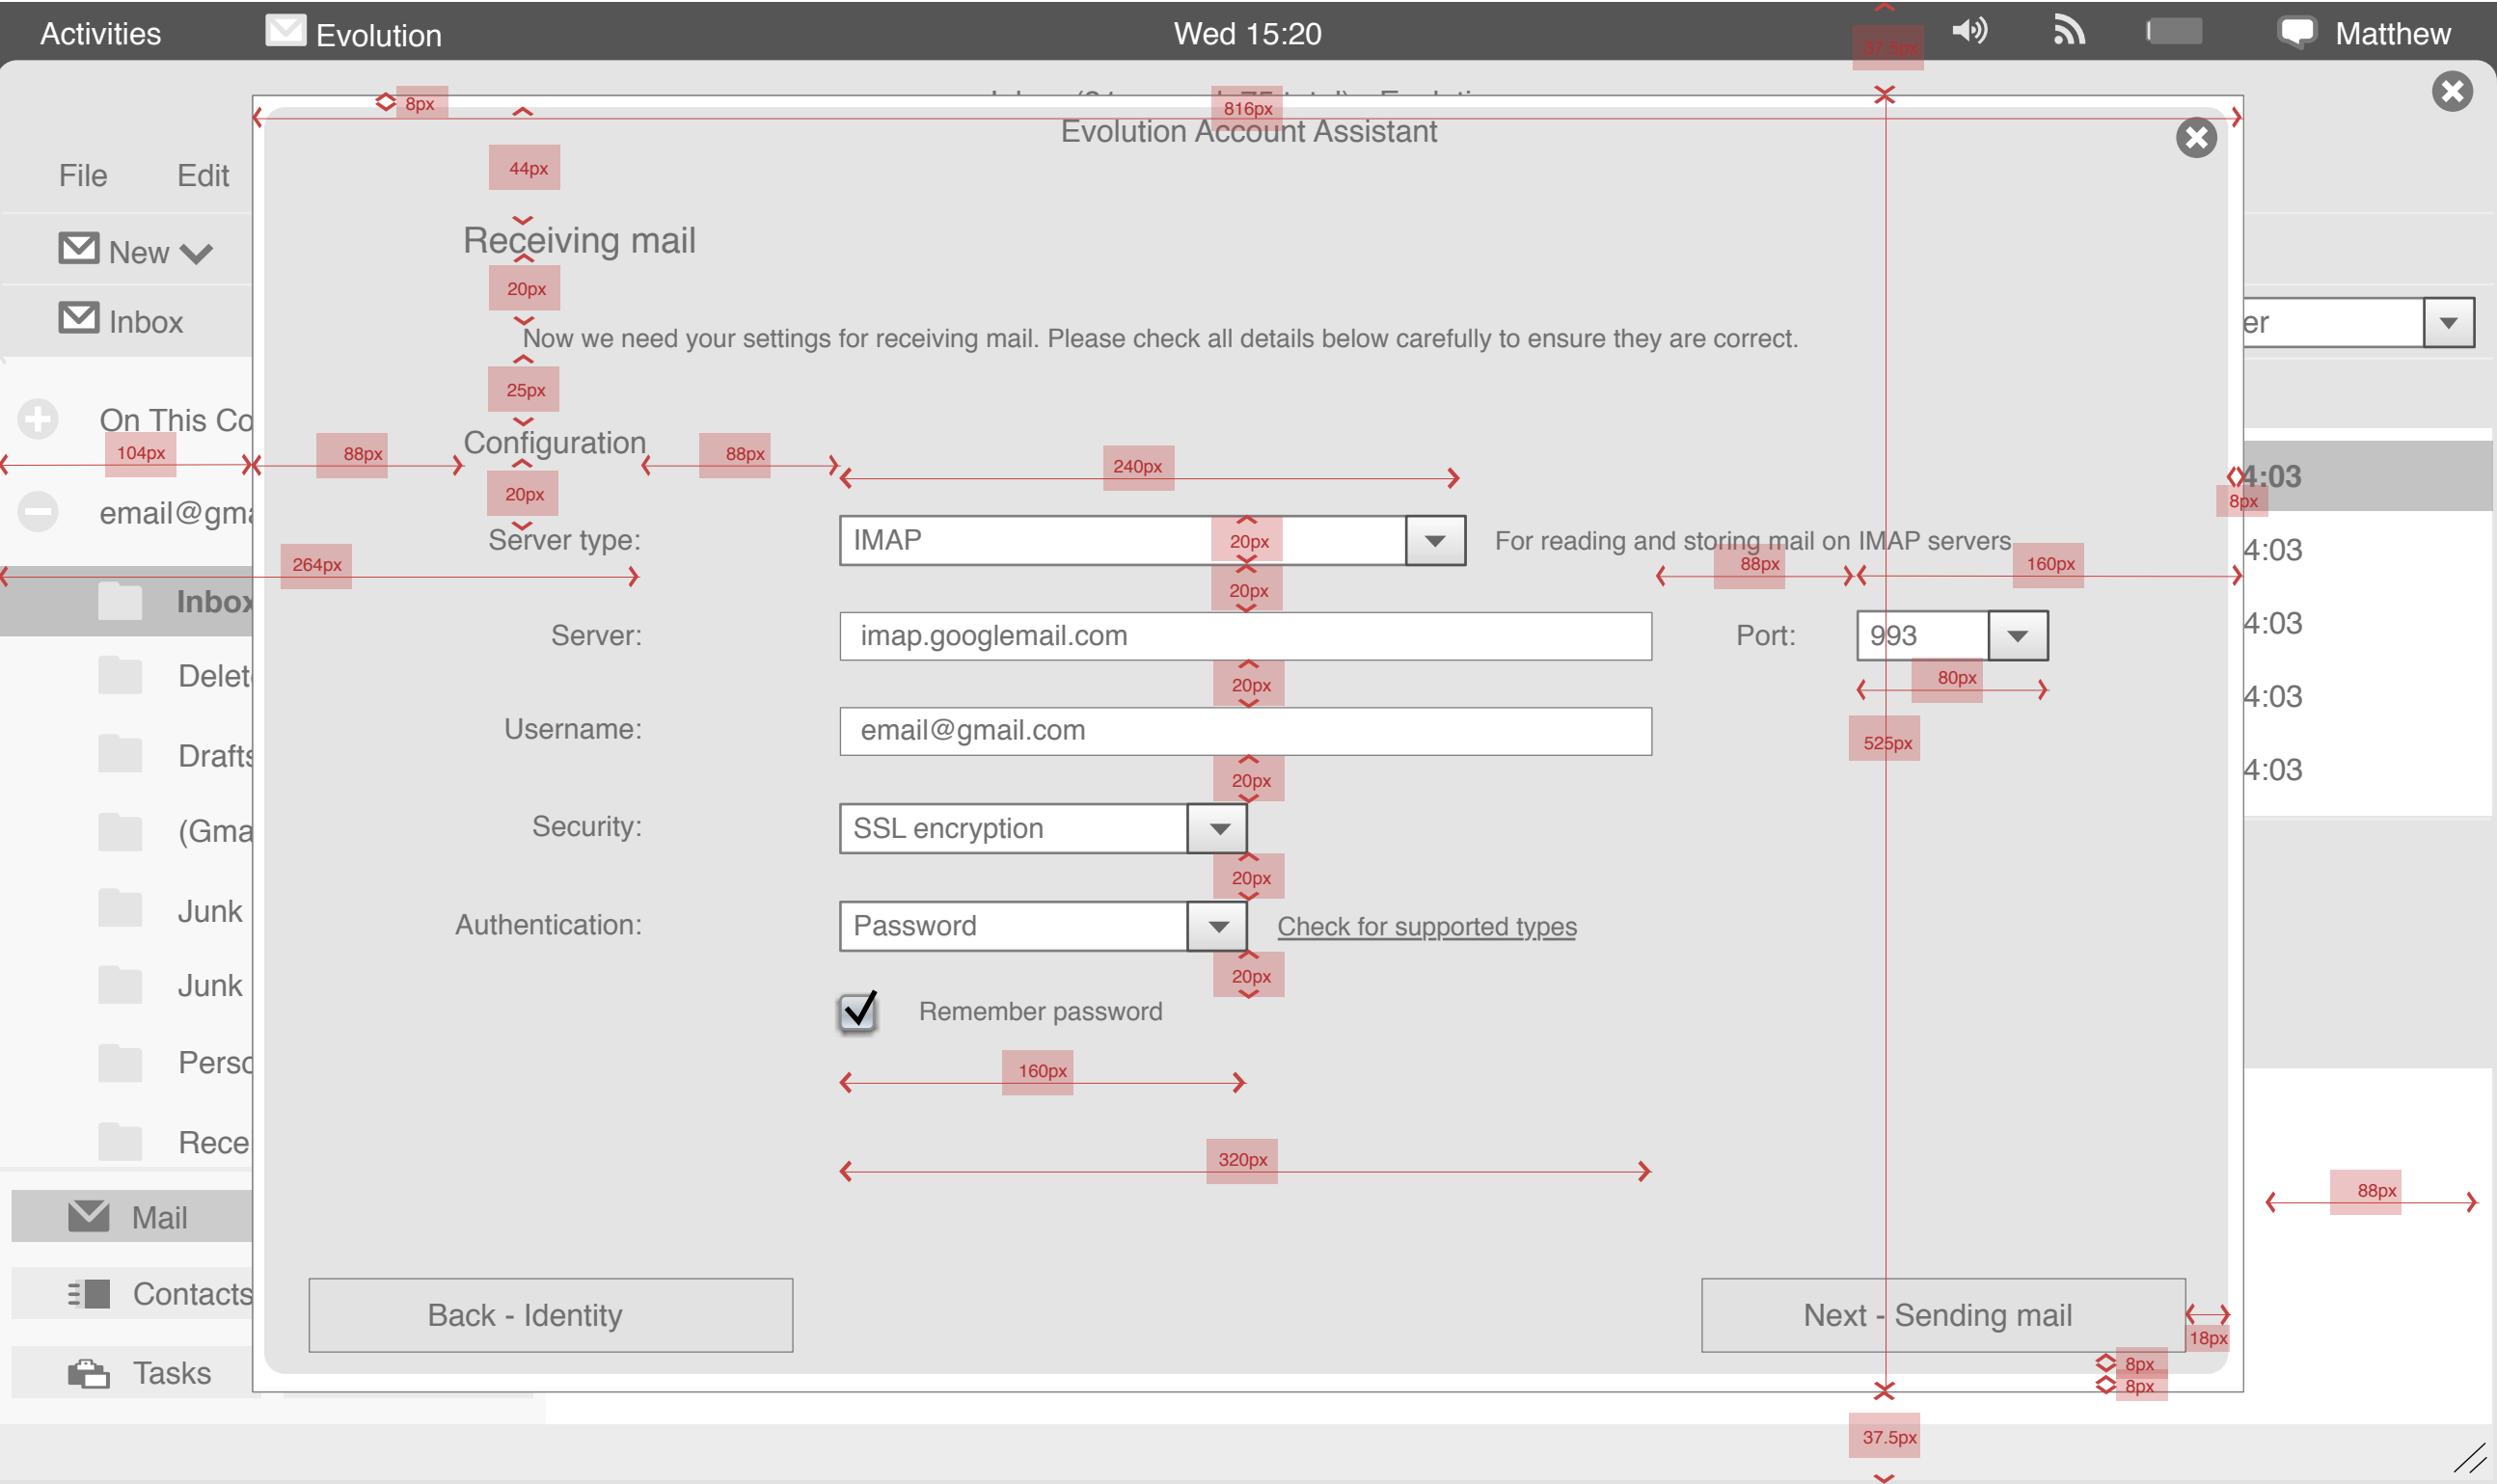 Activities
Evolution
Wed 15:20
37.5px
Matthew
8px
816px
Evolution Account Assistant
44px
File
Edit
Receiving mail
New
20px
Inbox
er
Now we need your settings for receiving mail. Please check all details below carefully to ensure they are correct.
25px
On This Co
Configuration
104px
88px
88px
240px
4:03
20px
8px
email@gma
Server type:
IMAP
20px
For reading and storing mail on IMAP servers
4:03
264px
88px
160px
20px
Inbox
Server:
imap.googlemail.com
Port:
993
4:03
Delet
20px
80px
4:03
Username:
email@gmail.com
525px
Drafts
20px
4:03
(Gma
Security:
SSL encryption
20px
Junk
Authentication:
Password
Check for supported types
20px
Junk
Remember password
Perso
160px
Rece
320px
88px
Mail
Contacts
Back - Identity
Next - Sending mail
18px
8px
Tasks
8px
37.5px